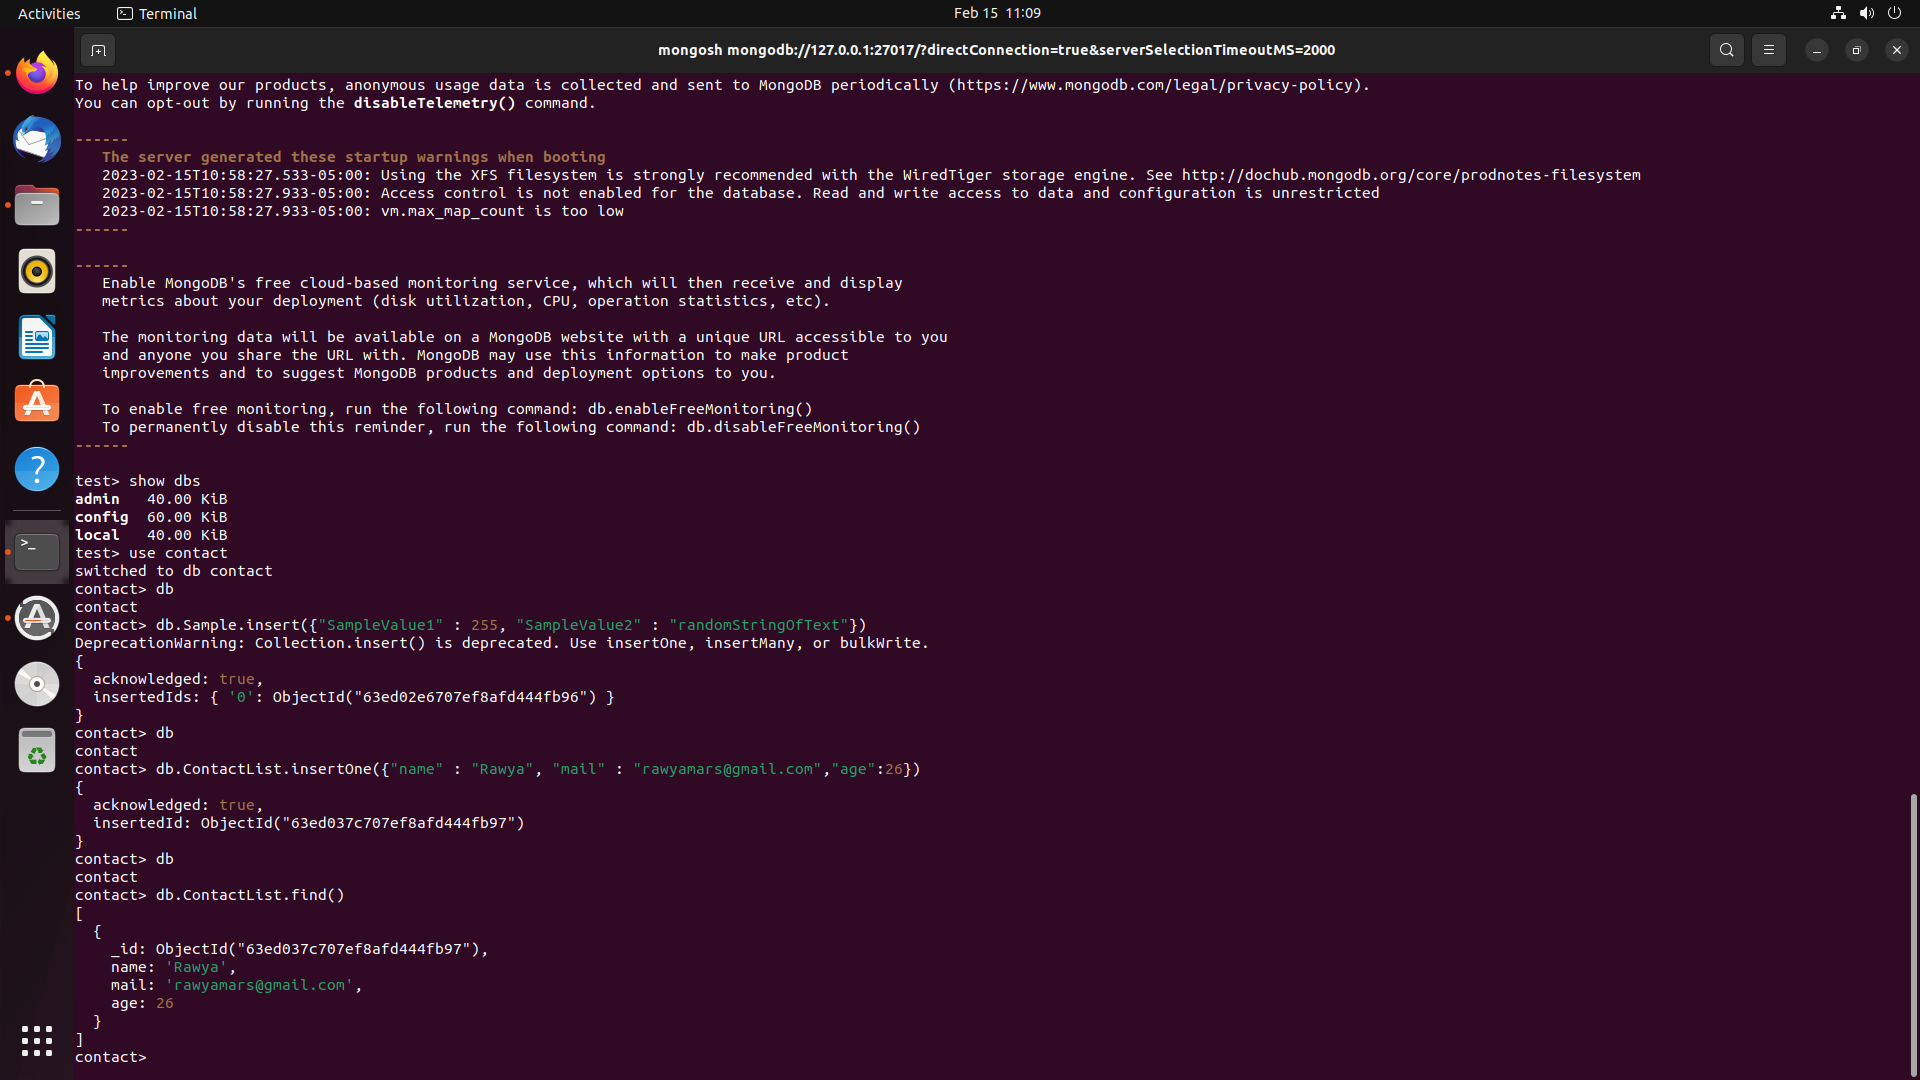 Activities Terminal Feb 15 11:09
mongosh mongodb://127.0.0.1:27017/?directConnection=true&serverSelectionTimeoutMS=2000
To help improve our products, anonymous usage data is collected and sent to MongoDB periodically (https://www.mongodb.com/legal/privacy-policy).
You can opt-out by running the disableTelemetry() command.
------
The server generated these startup warnings when booting
2023-02-15T10:58:27.533-05:00: Using the XFS filesystem is strongly recommended with the WiredTiger storage engine. See http://dochub.mongodb.org/core/prodnotes-filesystem
2023-02-15T10:58:27.933-05:00: Access control is not enabled for the database. Read and write access to data and configuration is unrestricted
2023-02-15T10:58:27.933-05:00: vm.max_map_count is too low
------
------
Enable MongoDB's free cloud-based monitoring service, which will then receive and display
metrics about your deployment (disk utilization, CPU, operation statistics, etc).
The monitoring data will be available on a MongoDB website with a unique URL accessible to you
and anyone you share the URL with. MongoDB may use this information to make product
improvements and to suggest MongoDB products and deployment options to you.
To enable free monitoring, run the following command: db.enableFreeMonitoring()
To permanently disable this reminder, run the following command: db.disableFreeMonitoring()
------
test> show dbs
admin 40.00 KiB
config 60.00 KiB
local 40.00 KiB
test> use contact
switched to db contact
contact> db
contact
contact> db.Sample.insert({"SampleValue1" : 255, "SampleValue2" : "randomStringOfText"})
DeprecationWarning: Collection.insert() is deprecated. Use insertOne, insertMany, or bulkWrite.
{
acknowledged: true,
insertedIds: { '0': ObjectId("63ed02e6707ef8afd444fb96") }
}
contact> db
contact
contact> db.ContactList.insertOne({"name" : "Rawya", "mail" : "rawyamars@gmail.com","age":26})
{
acknowledged: true,
insertedId: ObjectId("63ed037c707ef8afd444fb97")
}
contact> db
contact
contact> db.ContactList.find()
[
{
_id: ObjectId("63ed037c707ef8afd444fb97"),
name: 'Rawya',
mail: 'rawyamars@gmail.com',
age: 26
}
]
contact>